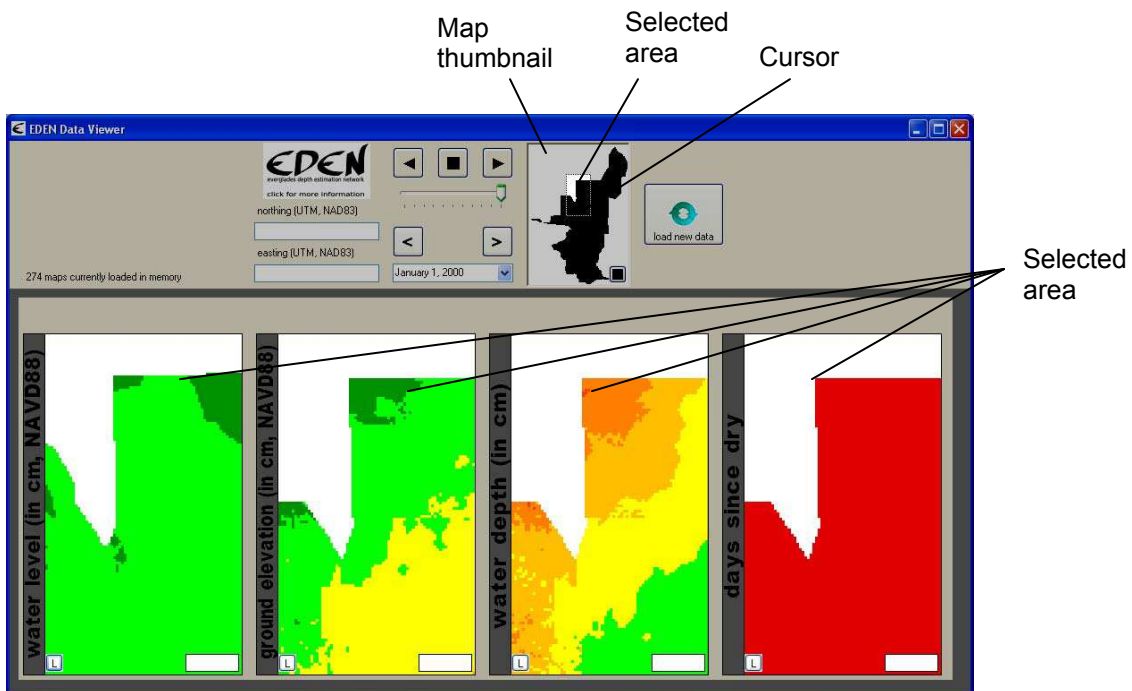 Map
thumbnail
Selected
area
Cursor
EDEN Data Viewer
EDEN
everglades depth estimation network
click for more information
northing (UTM, NAD83)
easting (UTM, NAD83)
274 maps currently loaded in memory
<
>
January 1, 2000
load new data
Selected
area
water level (in cm, NAVD88)
L
ground elevation (in cm, NAVD88)
L
water depth (in cm)
L
days since dry
L